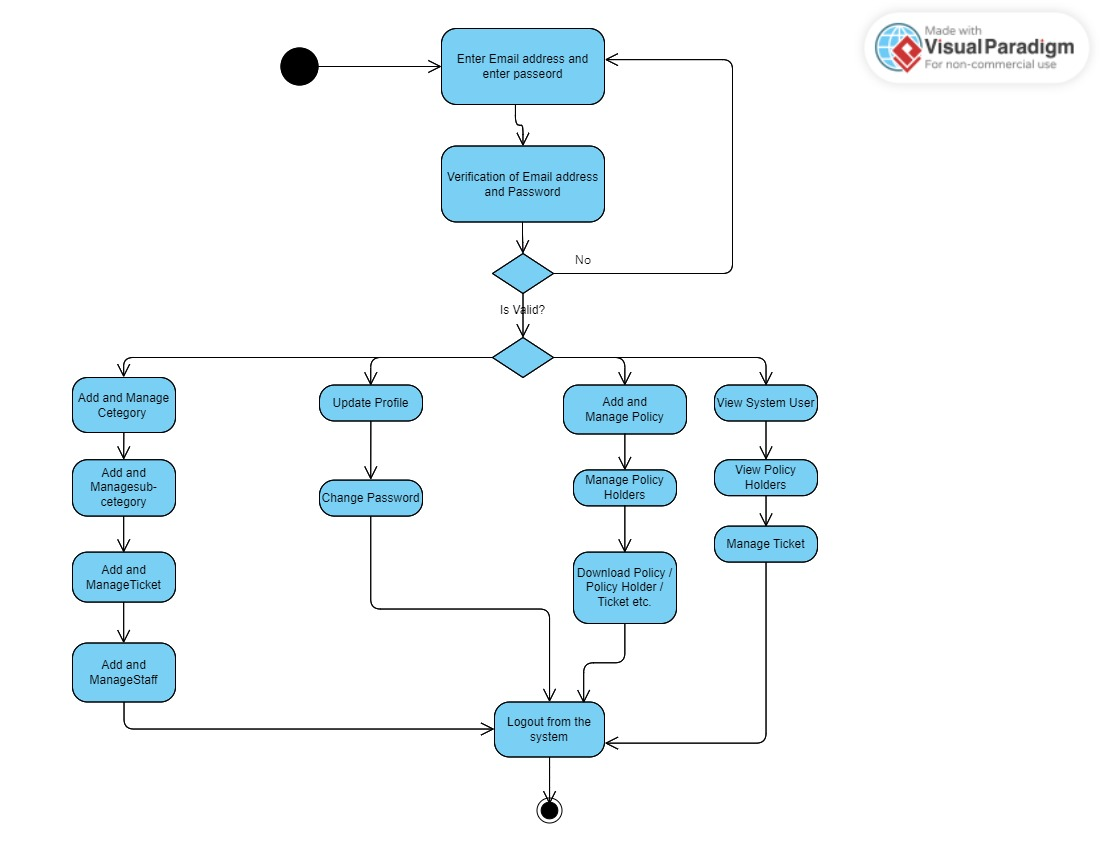 Made with
Visual Paradigm
For non-commercial use
Enter Email address and
enter passeord
Verification of Email address
and Password
No
Is Valid?
Add and Manage
Cetegory
Update Profile
Add and
Manage Policy
View System User
Add and
Managesub-
cetegory
Change Password
Manage Policy
Holders
View Policy
Holders
Add and
ManageTicket
Download Policy /
Policy Holder /
Ticket etc.
Manage Ticket
Add and
ManageStaff
Logout from the
system